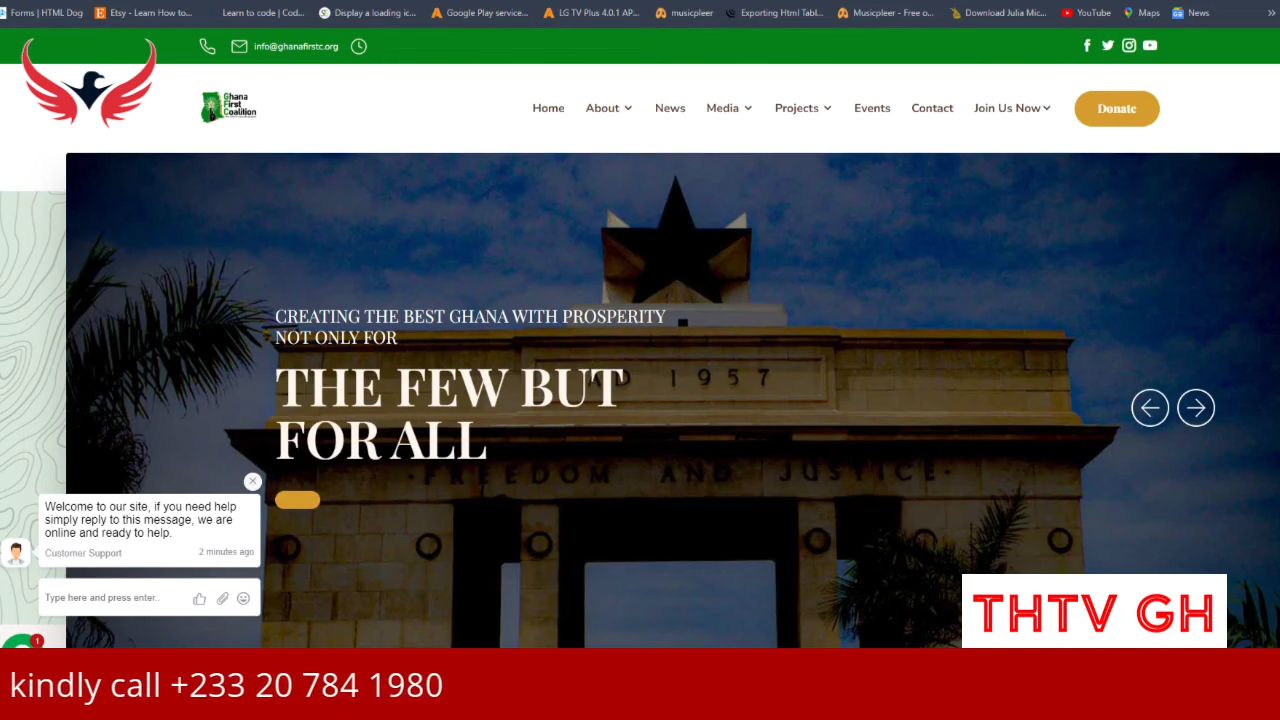 Forms | HTML Dog
Etsy - Learn How to...
Learn to code | Cod...
Display a loading ic...
Google Play service...
LG TV Plus 4.0.1 AP...
musicpleer
Exporting Html Tabl...
Musicpleer - Free o...
Download Julia Mic...
YouTube
Maps
News
»
info@ghanafirstc.org
Ghana
First
Coalition
Home
About
News
Media
Projects
Events
Contact
Join Us Now
Donate
CREATING THE BEST GHANA WITH PROSPERITY
NOT ONLY FOR
THE FEW BUT
FOR ALL
AD 1957
·FREEDOM AND JUSTICE·
Welcome to our site, if you need help
simply reply to this message, we are
online and ready to help.
Customer Support
2 minutes ago
Type here and press enter..
1
THTV GH
kindly call +233 20 784 1980